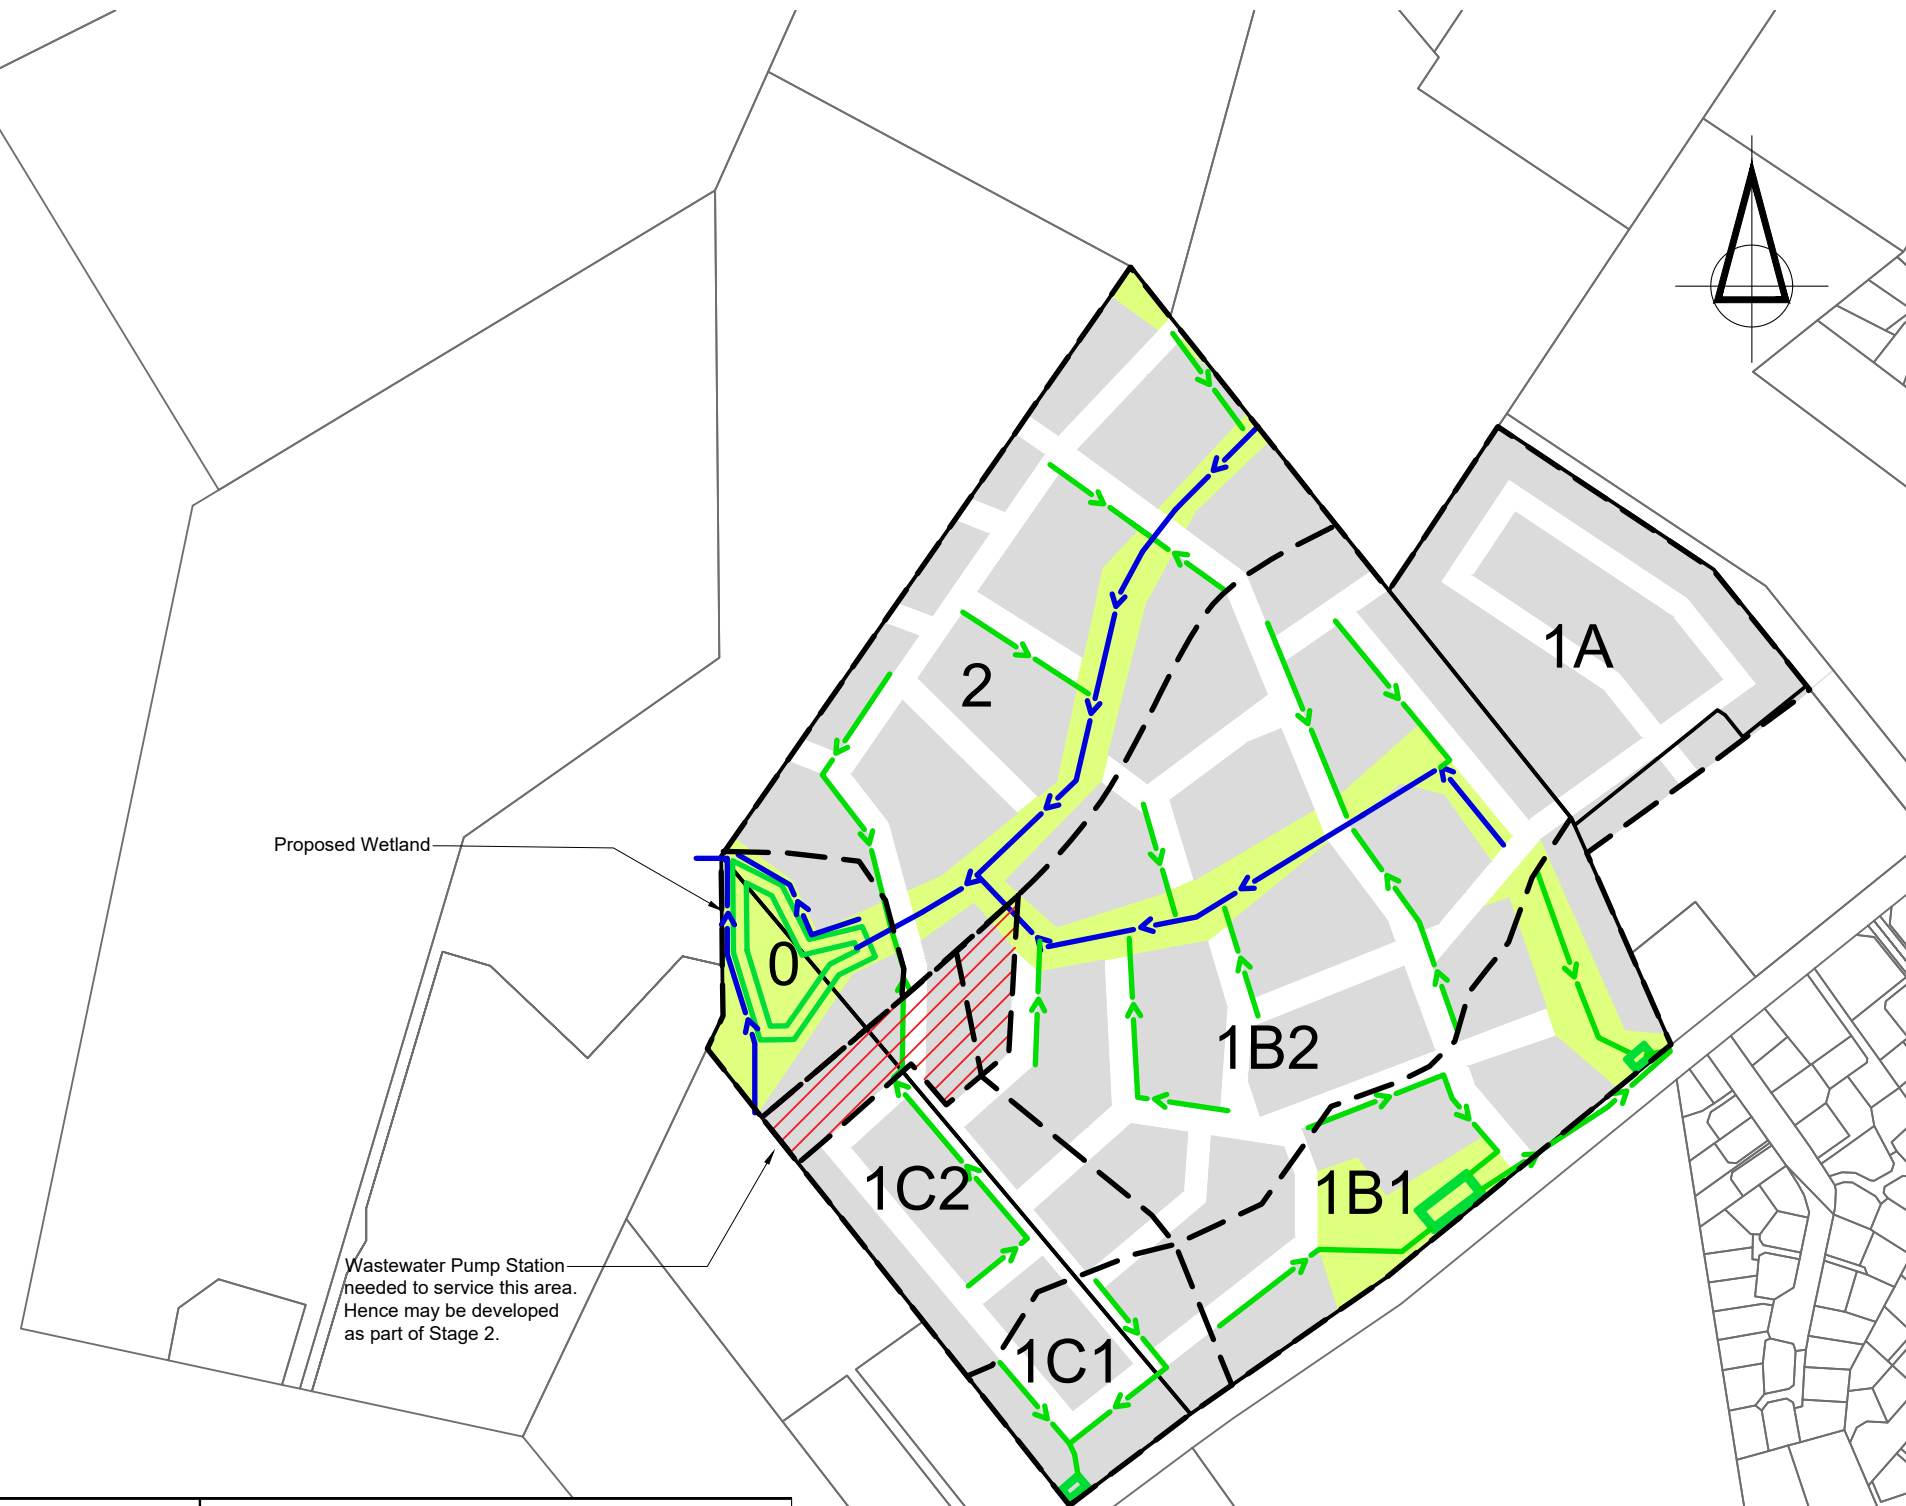 1A
2
Proposed Wetland
0
1B2
1C2
1B1
Wastewater Pump Station
needed to service this area.
Hence may be developed
as part of Stage 2.
1C1